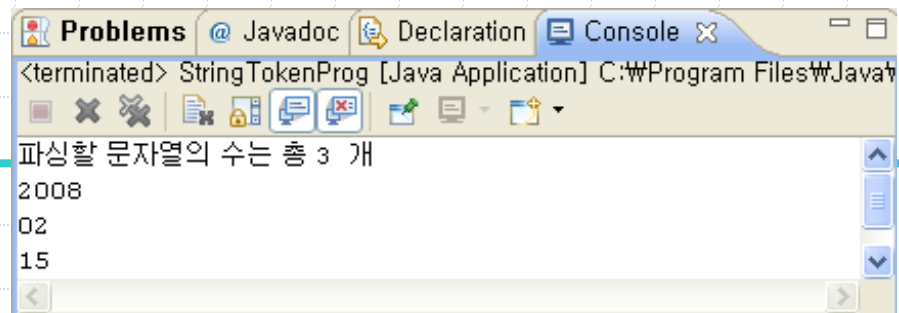 Problems @ Javadoc Declaration Console
<terminated> StringTokenProg [Java Application] C:₩Program Files₩Java₩
파싱할 문자열의 수는 총 3 개
2008
02
15